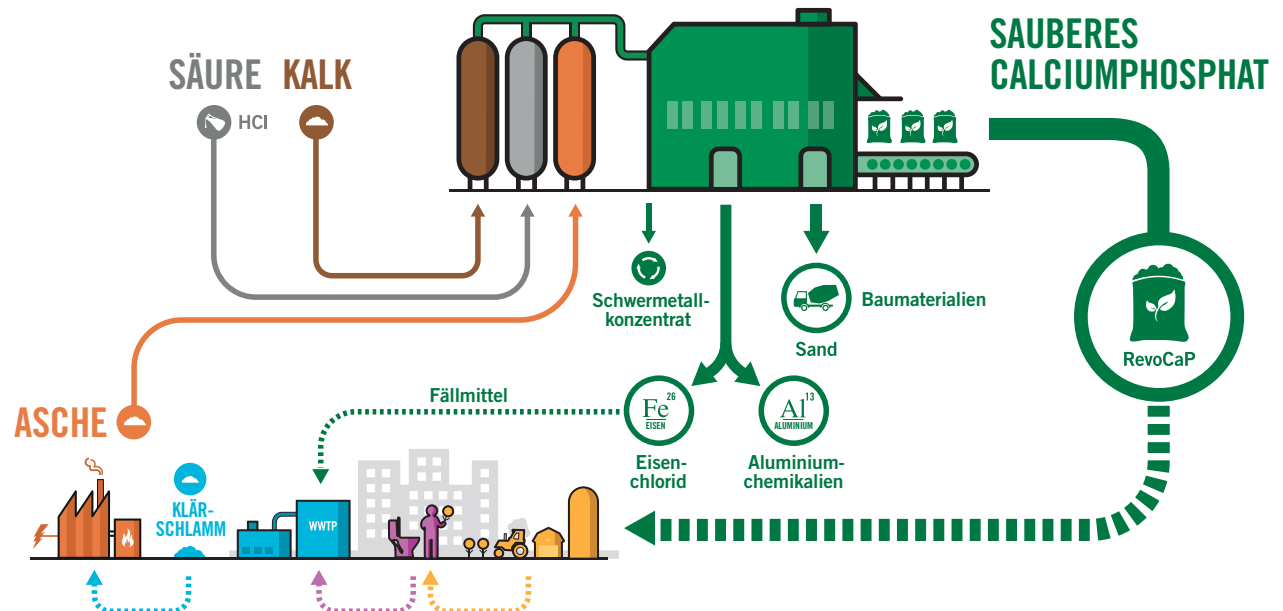 SAUBERES
CALCIUMPHOSPHAT
SÄURE
KALK
HCl
Schwermetall-
konzentrat
Baumaterialien
Sand
RevoCaP
Fällmittel
Fe 26
EISEN
Al 13
ALUMINIUM
Eisen-
chlorid
Aluminium-
chemikalien
ASCHE
KLÄR-
SCHLAMM
WWTP